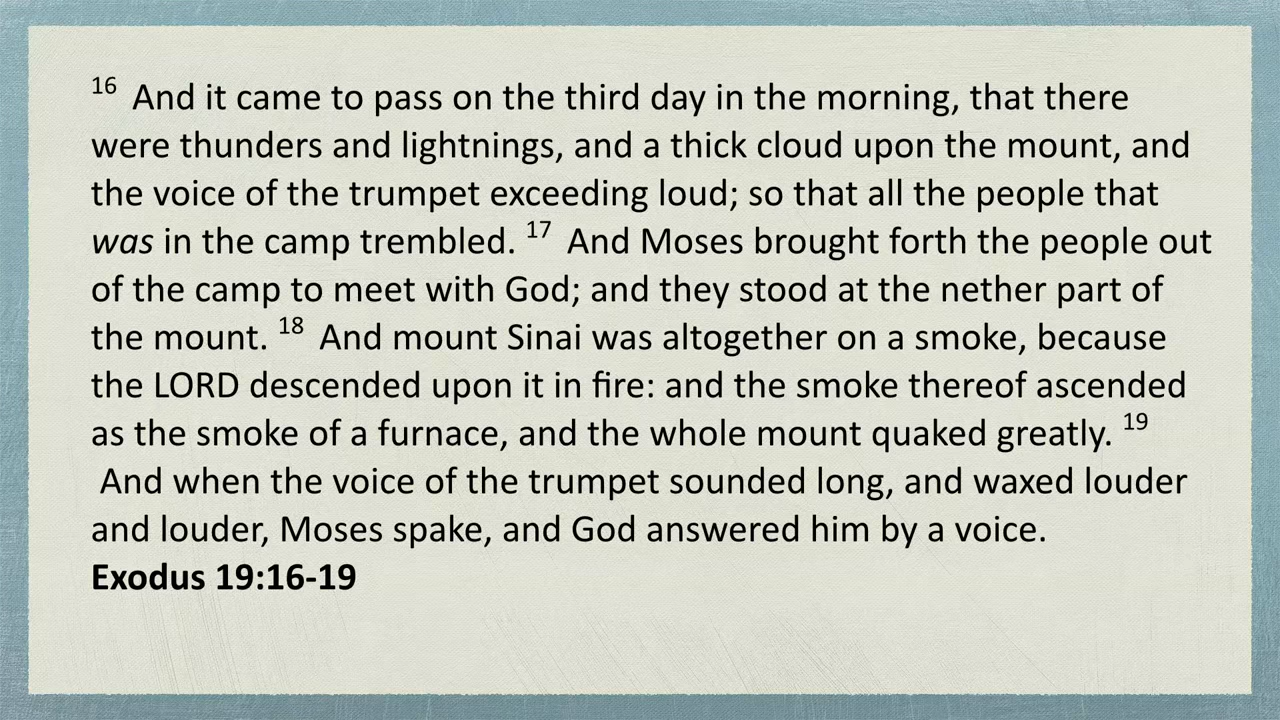 16 And it came to pass on the third day in the morning, that there
were thunders and lightnings, and a thick cloud upon the mount, and
the voice of the trumpet exceeding loud; so that all the people that
was in the camp trembled. 17 And Moses brought forth the people out
of the camp to meet with God; and they stood at the nether part of
the mount. 18 And mount Sinai was altogether on a smoke, because
the LORD descended upon it in fire: and the smoke thereof ascended
as the smoke of a furnace, and the whole mount quaked greatly. 19
And when the voice of the trumpet sounded long, and waxed louder
and louder, Moses spake, and God answered him by a voice.
Exodus 19:16-19